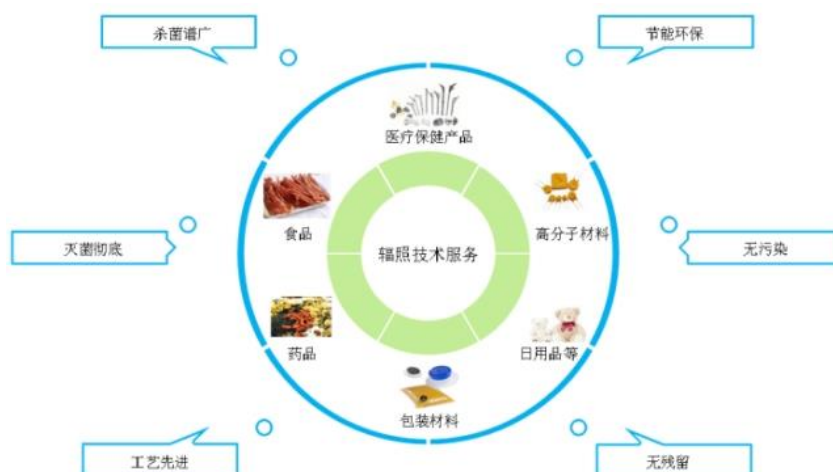 杀菌谱广
节能环保
医疗保健产品
食品
高分子材料
灭菌彻底
辐照技术服务
无污染
药品
日用品等
包装材料
工艺先进
无残留